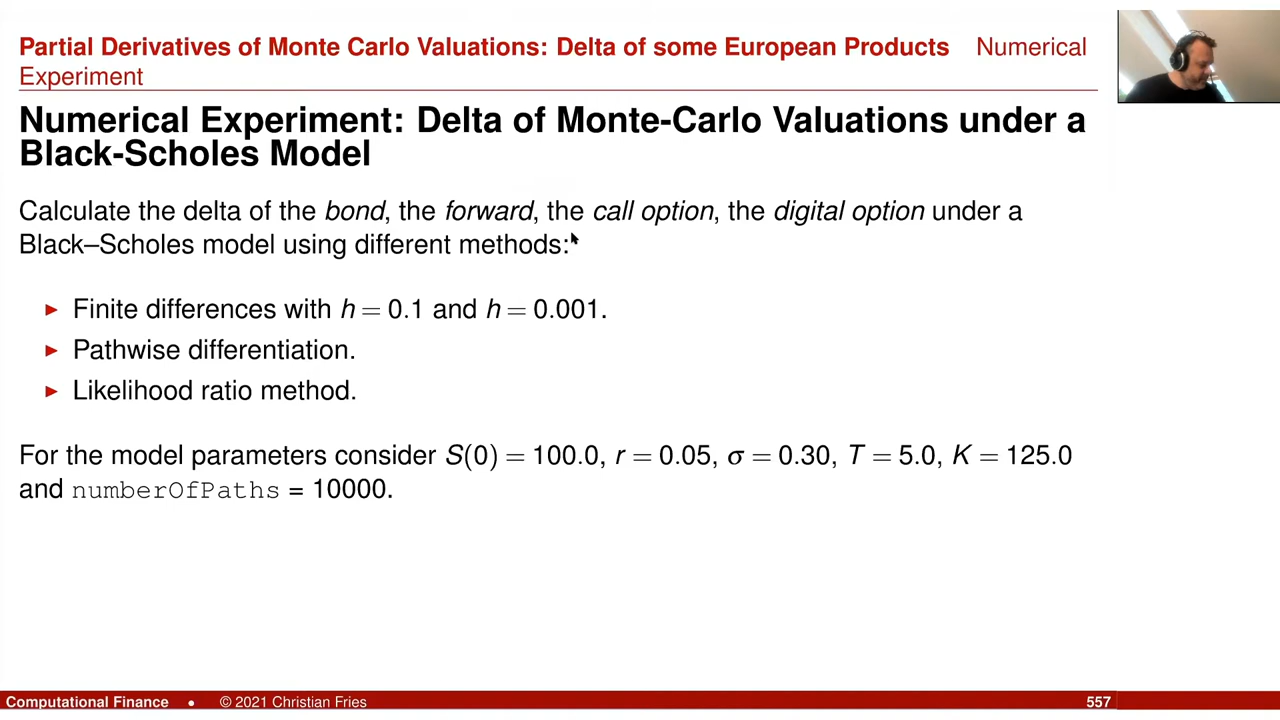 Partial Derivatives of Monte Carlo Valuations: Delta of some European Products Numerical
Experiment
Numerical Experiment: Delta of Monte-Carlo Valuations under a
Black-Scholes Model
Calculate the delta of the bond, the forward, the call option, the digital option under a
Black–Scholes model using different methods:
► Finite differences with h = 0.1 and h = 0.001.
► Pathwise differentiation.
► Likelihood ratio method.
For the model parameters consider S(0) = 100.0, r = 0.05, σ = 0.30, T = 5.0, K = 125.0
and numberOfPaths = 10000.
Computational Finance • © 2021 Christian Fries 557